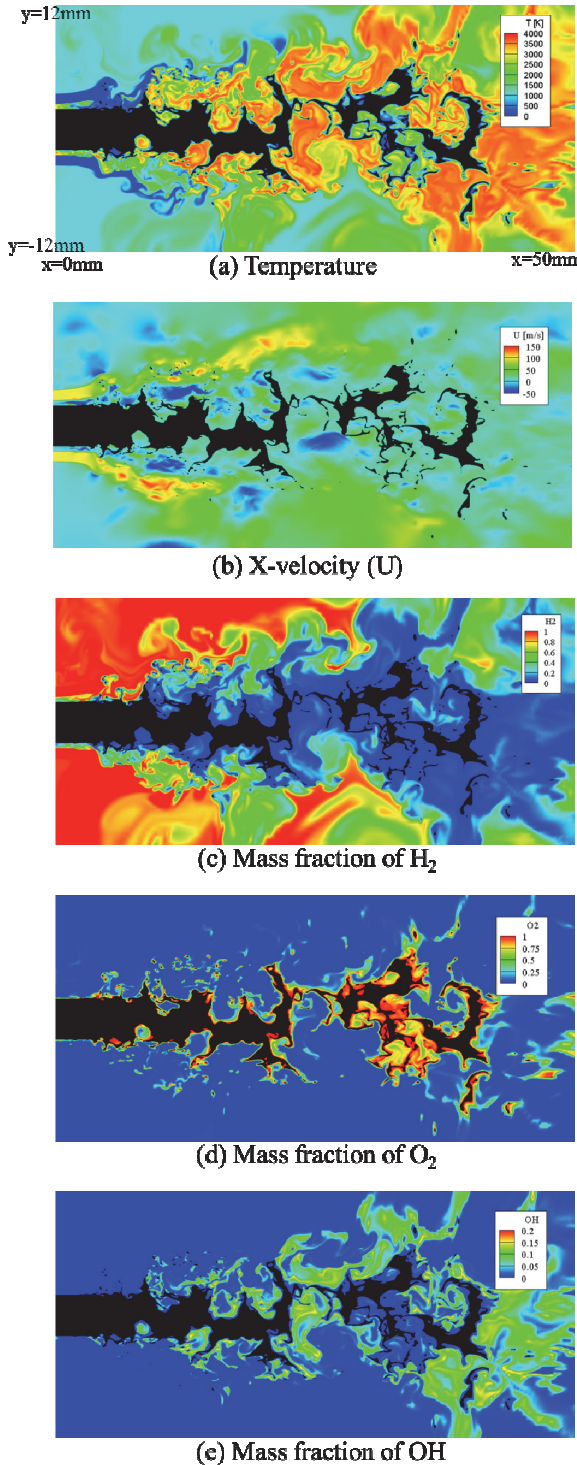 y=12mm
T [K]
4000
3500
3000
2500
2000
1500
1000
500
0
y=-12mm
x=0mm
x=50mm
(a) Temperature
U [m/s]
150
100
50
0
-50
(b) X-velocity (U)
H2
1
0.8
0.6
0.4
0.2
0
(c) Mass fraction of H₂
O2
1
0.75
0.5
0.25
0
(d) Mass fraction of O₂
OH
0.2
0.15
0.1
0.05
0
(e) Mass fraction of OH